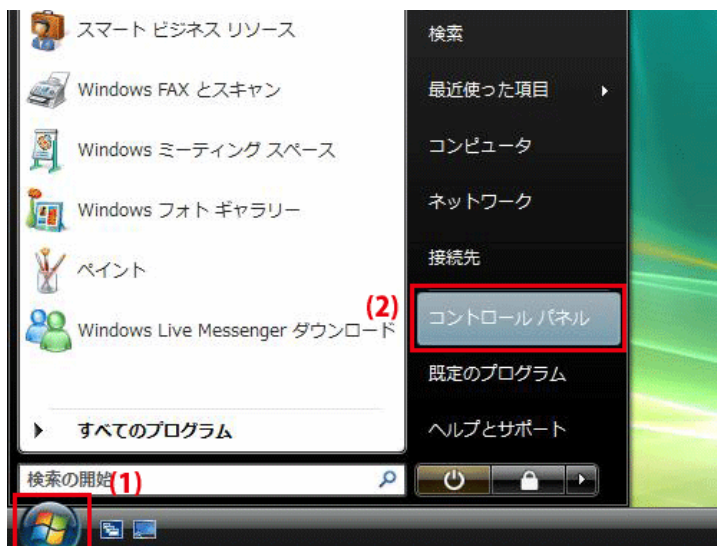 スマート ビジネス リソース
Windows FAX とスキャン
Windows ミーティング スペース
Windows フォト ギャラリー
ペイント
Windows Live Messenger ダウンロード
すべてのプログラム
検索の開始
(1)
検索
最近使った項目
コンピュータ
ネットワーク
接続先
(2)
コントロール パネル
既定のプログラム
ヘルプとサポート